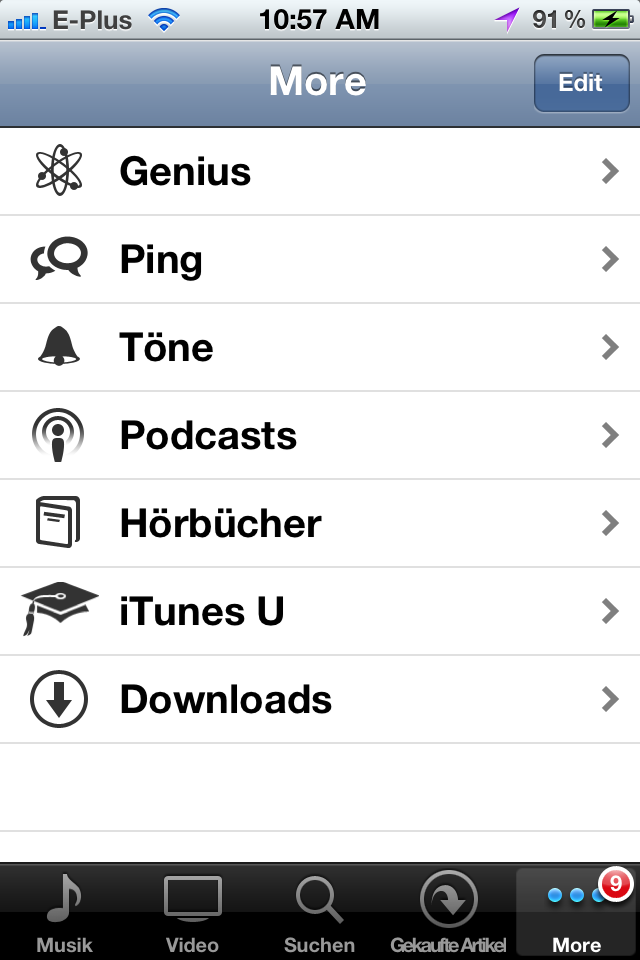 E-Plus 10:57 AM 91 %
More Edit
Genius
Ping
Töne
Podcasts
Hörbücher
iTunes U
Downloads
9
Musik Video Suchen Gekaufte Artikel More